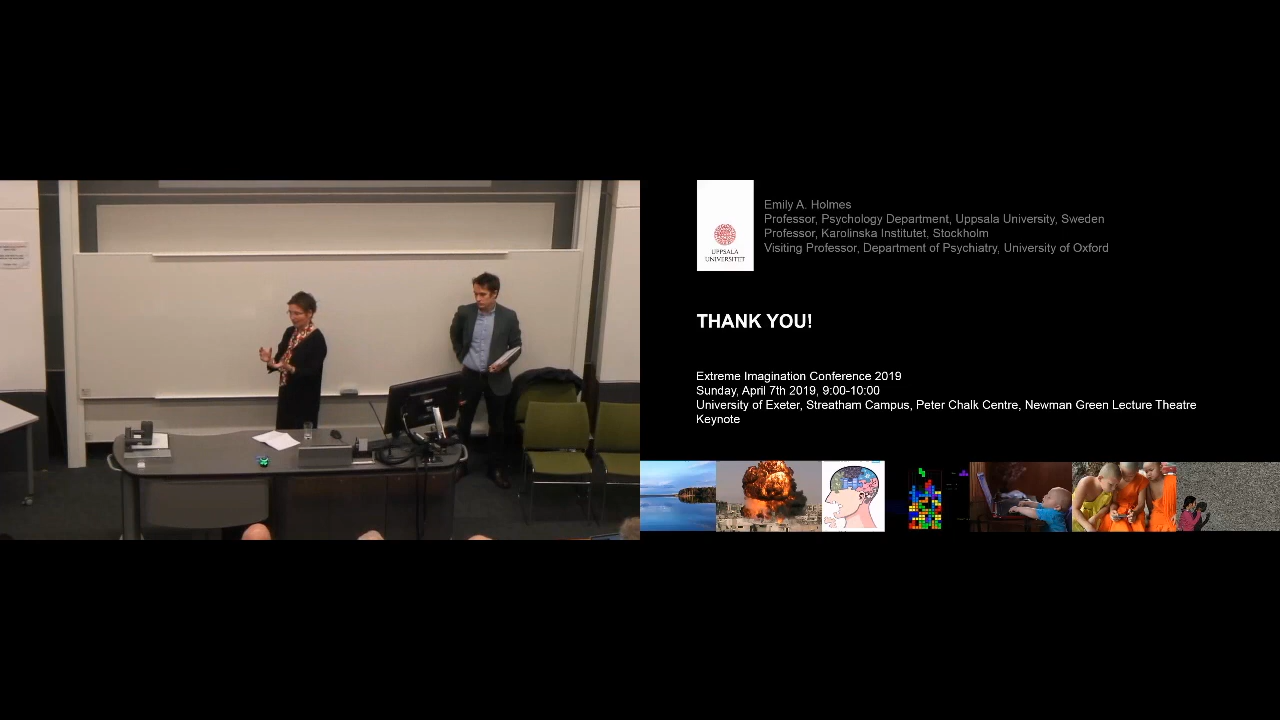 Emily A. Holmes
Professor, Psychology Department, Uppsala University, Sweden
Professor, Karolinska Institutet, Stockholm
Visiting Professor, Department of Psychiatry, University of Oxford
UPPSALA
UNIVERSITET
THANK YOU!
Extreme Imagination Conference 2019
Sunday, April 7th 2019, 9:00-10:00
University of Exeter, Streatham Campus, Peter Chalk Centre, Newman Green Lecture Theatre
Keynote